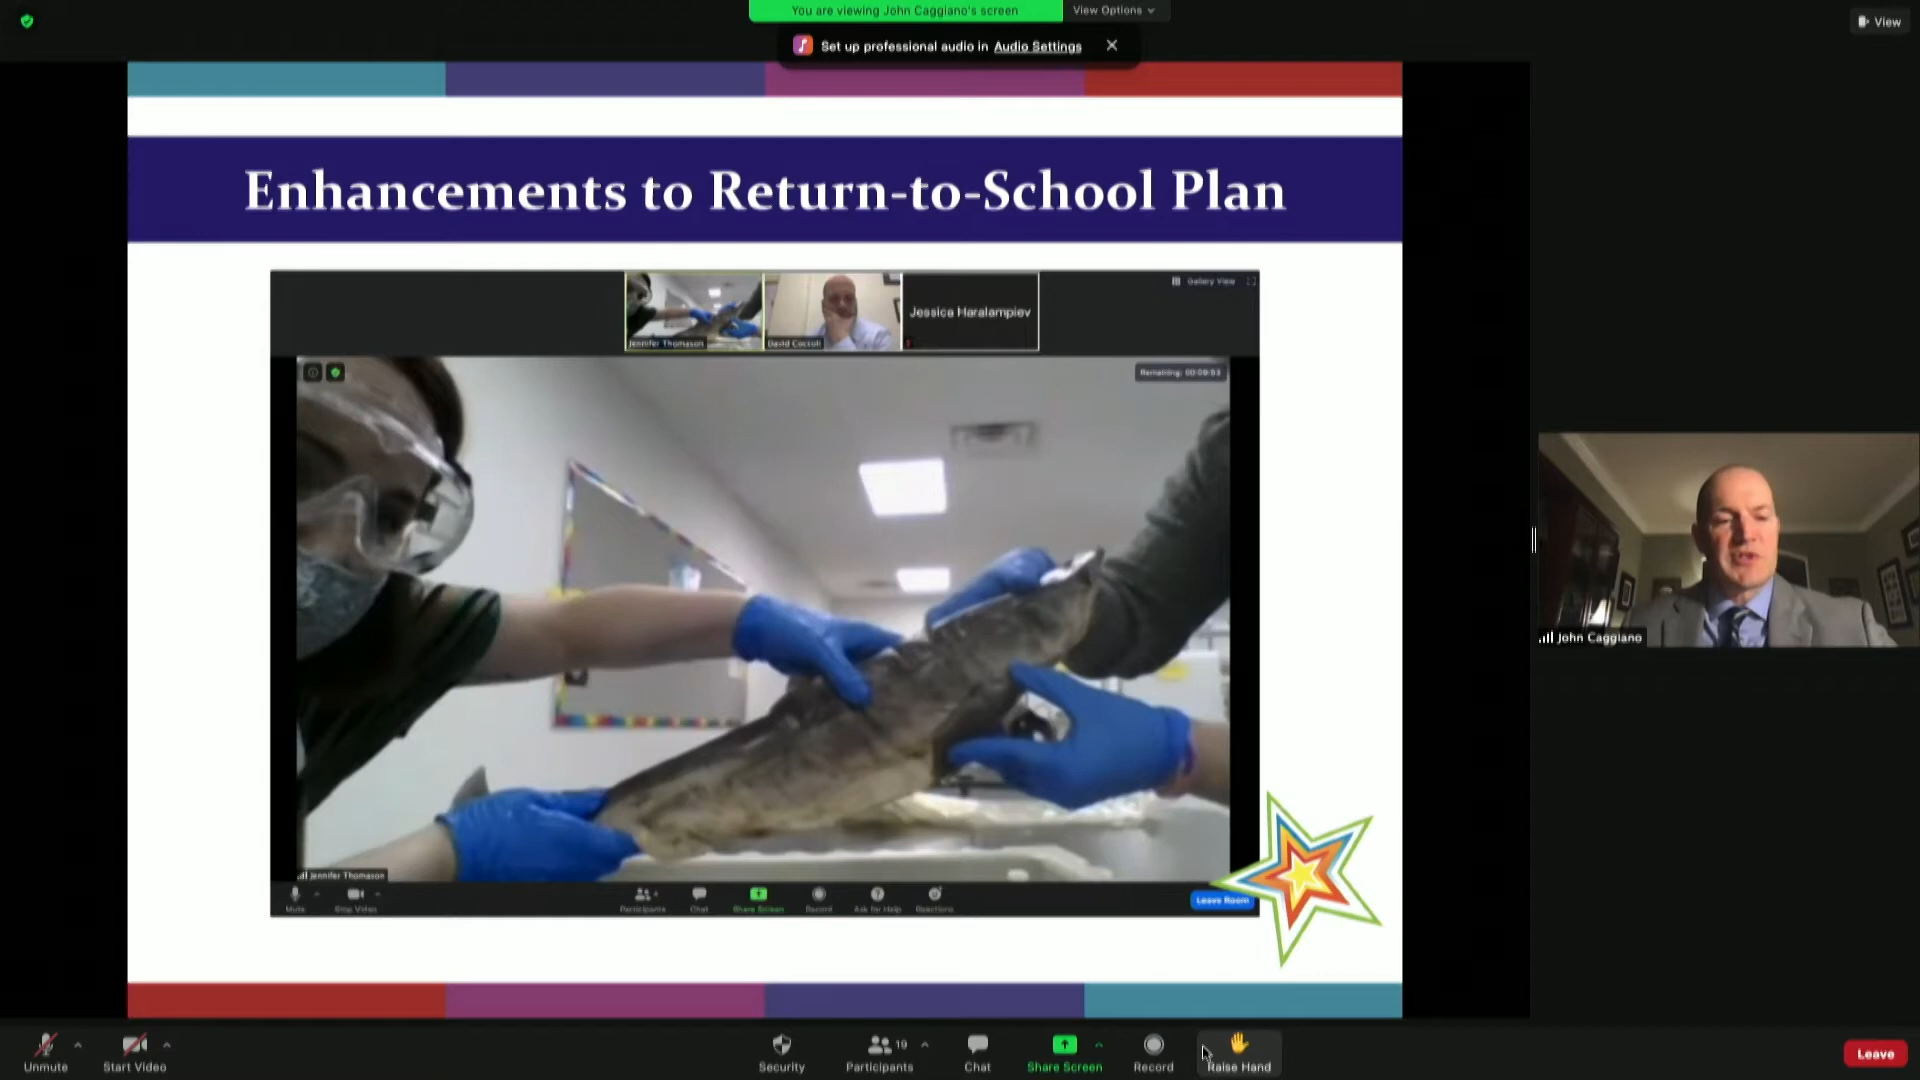 You are viewing John Caggiano's screen
View Options
View
Set up professional audio in Audio Settings
Enhancements to Return-to-School Plan
Gallery View
Jessica Haralampiev
Jennifer Thomason
David Coccoli
Remaining: 00:09:53
Jennifer Thomason
Mute
Stop Video
Participants
Chat
Share Screen
Record
Ask for Help
Reactions
Leave Room
John Caggiano
Unmute
Start Video
Security
Participants
19
Chat
Share Screen
Record
Raise Hand
Leave